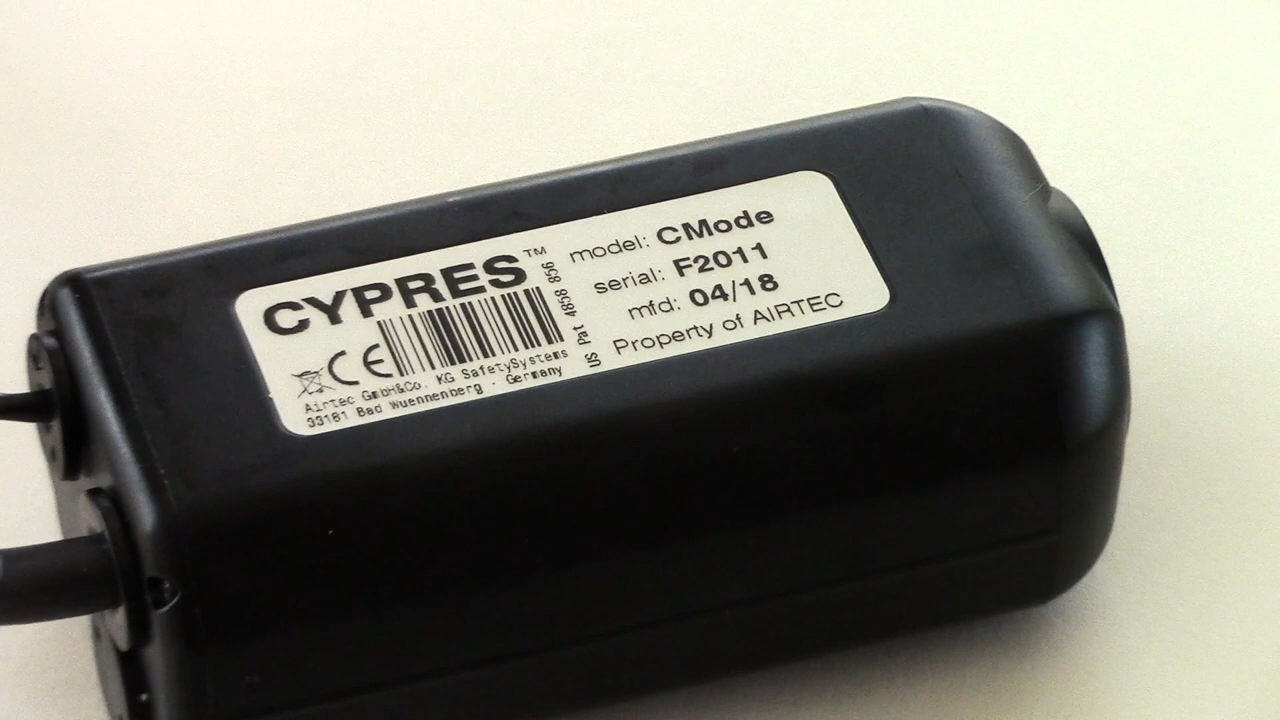 CYPRES™
CE
Airtec GmbH&Co. KG SafetySystems
33181 Bad Wuennenberg - Germany
US Pat 4858 856
model: CMode
serial: F2011
mfd: 04/18
Property of AIRTEC